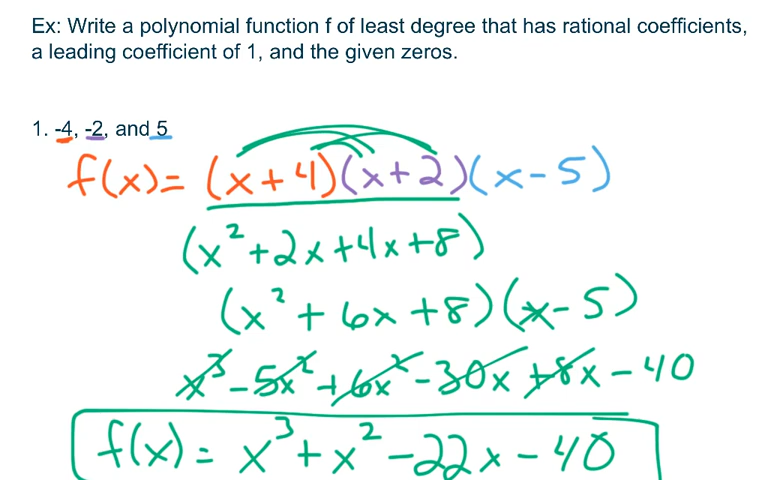 Ex: Write a polynomial function f of least degree that has rational coefficients,
a leading coefficient of 1, and the given zeros.
1. -4, -2, and 5
f(x)= (x+4)(x+2)(x-5)
(x²+2x+4x+8)
(x²+6x+8)(x-5)
x³-5x²+6x²-30x+8x-40
f(x)= x³+x²-22x-40